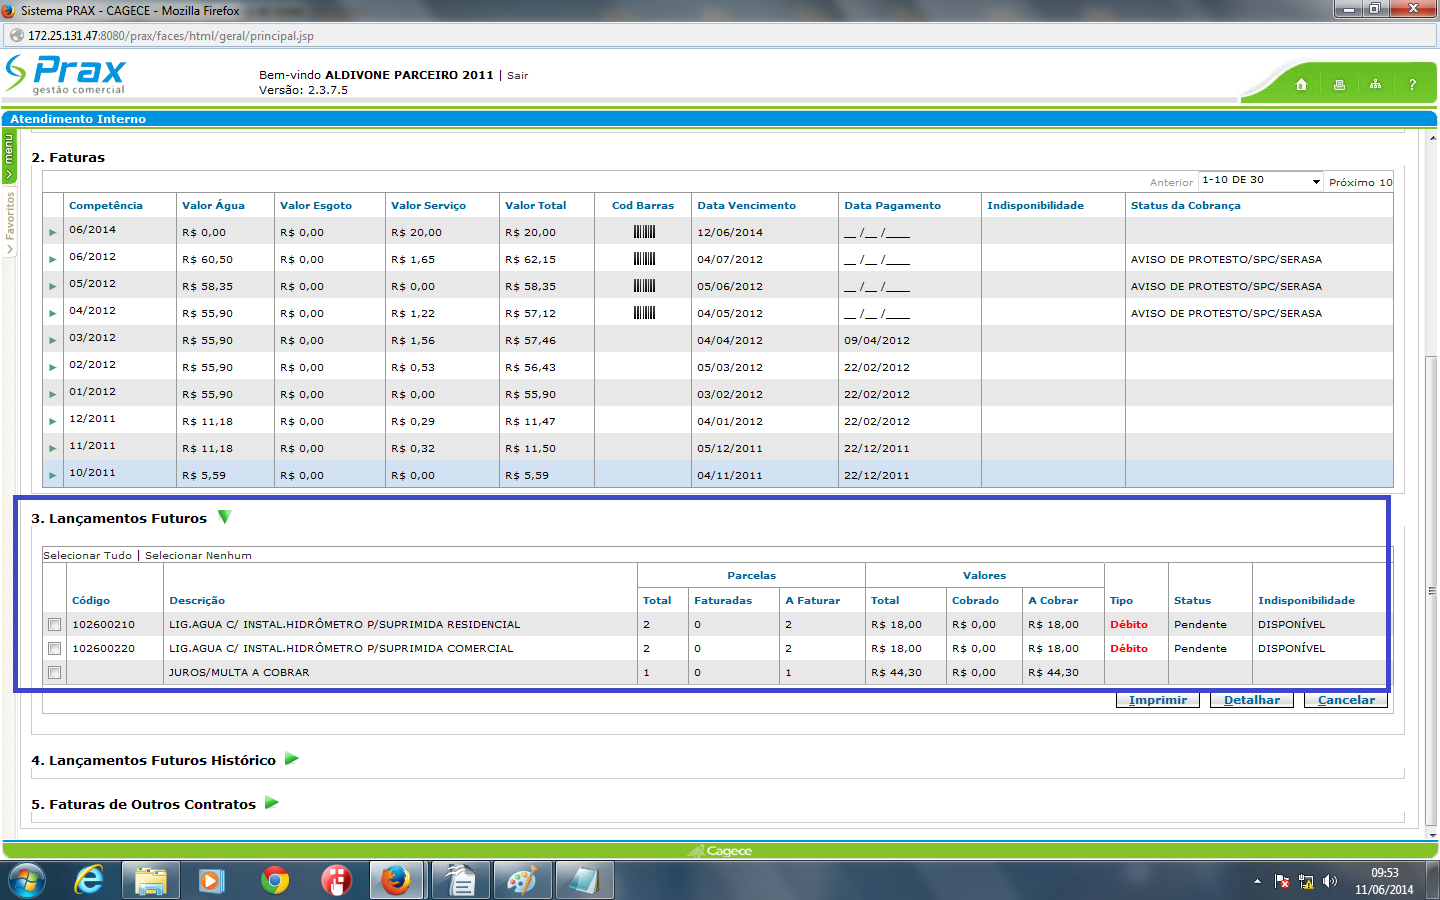 Sistema PRAX - CAGECE - Mozilla Firefox
172.25.131.47:8080/prax/faces/html/geral/principal.jsp
Prax
gestão comercial
Bem-vindo ALDIVONE PARCEIRO 2011 | Sair
Versão: 2.3.7.5
?
Atendimento Interno
menu
Favoritos
2. Faturas
Anterior 1-10 DE 30 Próximo 10
Competência Valor Água Valor Esgoto Valor Serviço Valor Total Cod Barras Data Vencimento Data Pagamento Indisponibilidade Status da Cobrança
06/2014 R$ 0,00 R$ 0,00 R$ 20,00 R$ 20,00 12/06/2014 __ /__ /____
06/2012 R$ 60,50 R$ 0,00 R$ 1,65 R$ 62,15 04/07/2012 __ /__ /____ AVISO DE PROTESTO/SPC/SERASA
05/2012 R$ 58,35 R$ 0,00 R$ 0,00 R$ 58,35 05/06/2012 __ /__ /____ AVISO DE PROTESTO/SPC/SERASA
04/2012 R$ 55,90 R$ 0,00 R$ 1,22 R$ 57,12 04/05/2012 __ /__ /____ AVISO DE PROTESTO/SPC/SERASA
03/2012 R$ 55,90 R$ 0,00 R$ 1,56 R$ 57,46 04/04/2012 09/04/2012
02/2012 R$ 55,90 R$ 0,00 R$ 0,53 R$ 56,43 05/03/2012 22/02/2012
01/2012 R$ 55,90 R$ 0,00 R$ 0,00 R$ 55,90 03/02/2012 22/02/2012
12/2011 R$ 11,18 R$ 0,00 R$ 0,29 R$ 11,47 04/01/2012 22/02/2012
11/2011 R$ 11,18 R$ 0,00 R$ 0,32 R$ 11,50 05/12/2011 22/12/2011
10/2011 R$ 5,59 R$ 0,00 R$ 0,00 R$ 5,59 04/11/2011 22/12/2011
3. Lançamentos Futuros
Selecionar Tudo | Selecionar Nenhum
Parcelas Valores
Código Descrição Total Faturadas A Faturar Total Cobrado A Cobrar Tipo Status Indisponibilidade
102600210 LIG.AGUA C/ INSTAL.HIDRÔMETRO P/SUPRIMIDA RESIDENCIAL 2 0 2 R$ 18,00 R$ 0,00 R$ 18,00 Débito Pendente DISPONÍVEL
102600220 LIG.AGUA C/ INSTAL.HIDRÔMETRO P/SUPRIMIDA COMERCIAL 2 0 2 R$ 18,00 R$ 0,00 R$ 18,00 Débito Pendente DISPONÍVEL
JUROS/MULTA A COBRAR 1 0 1 R$ 44,30 R$ 0,00 R$ 44,30
Imprimir Detalhar Cancelar
4. Lançamentos Futuros Histórico
5. Faturas de Outros Contratos
Cagece
09:53
11/06/2014